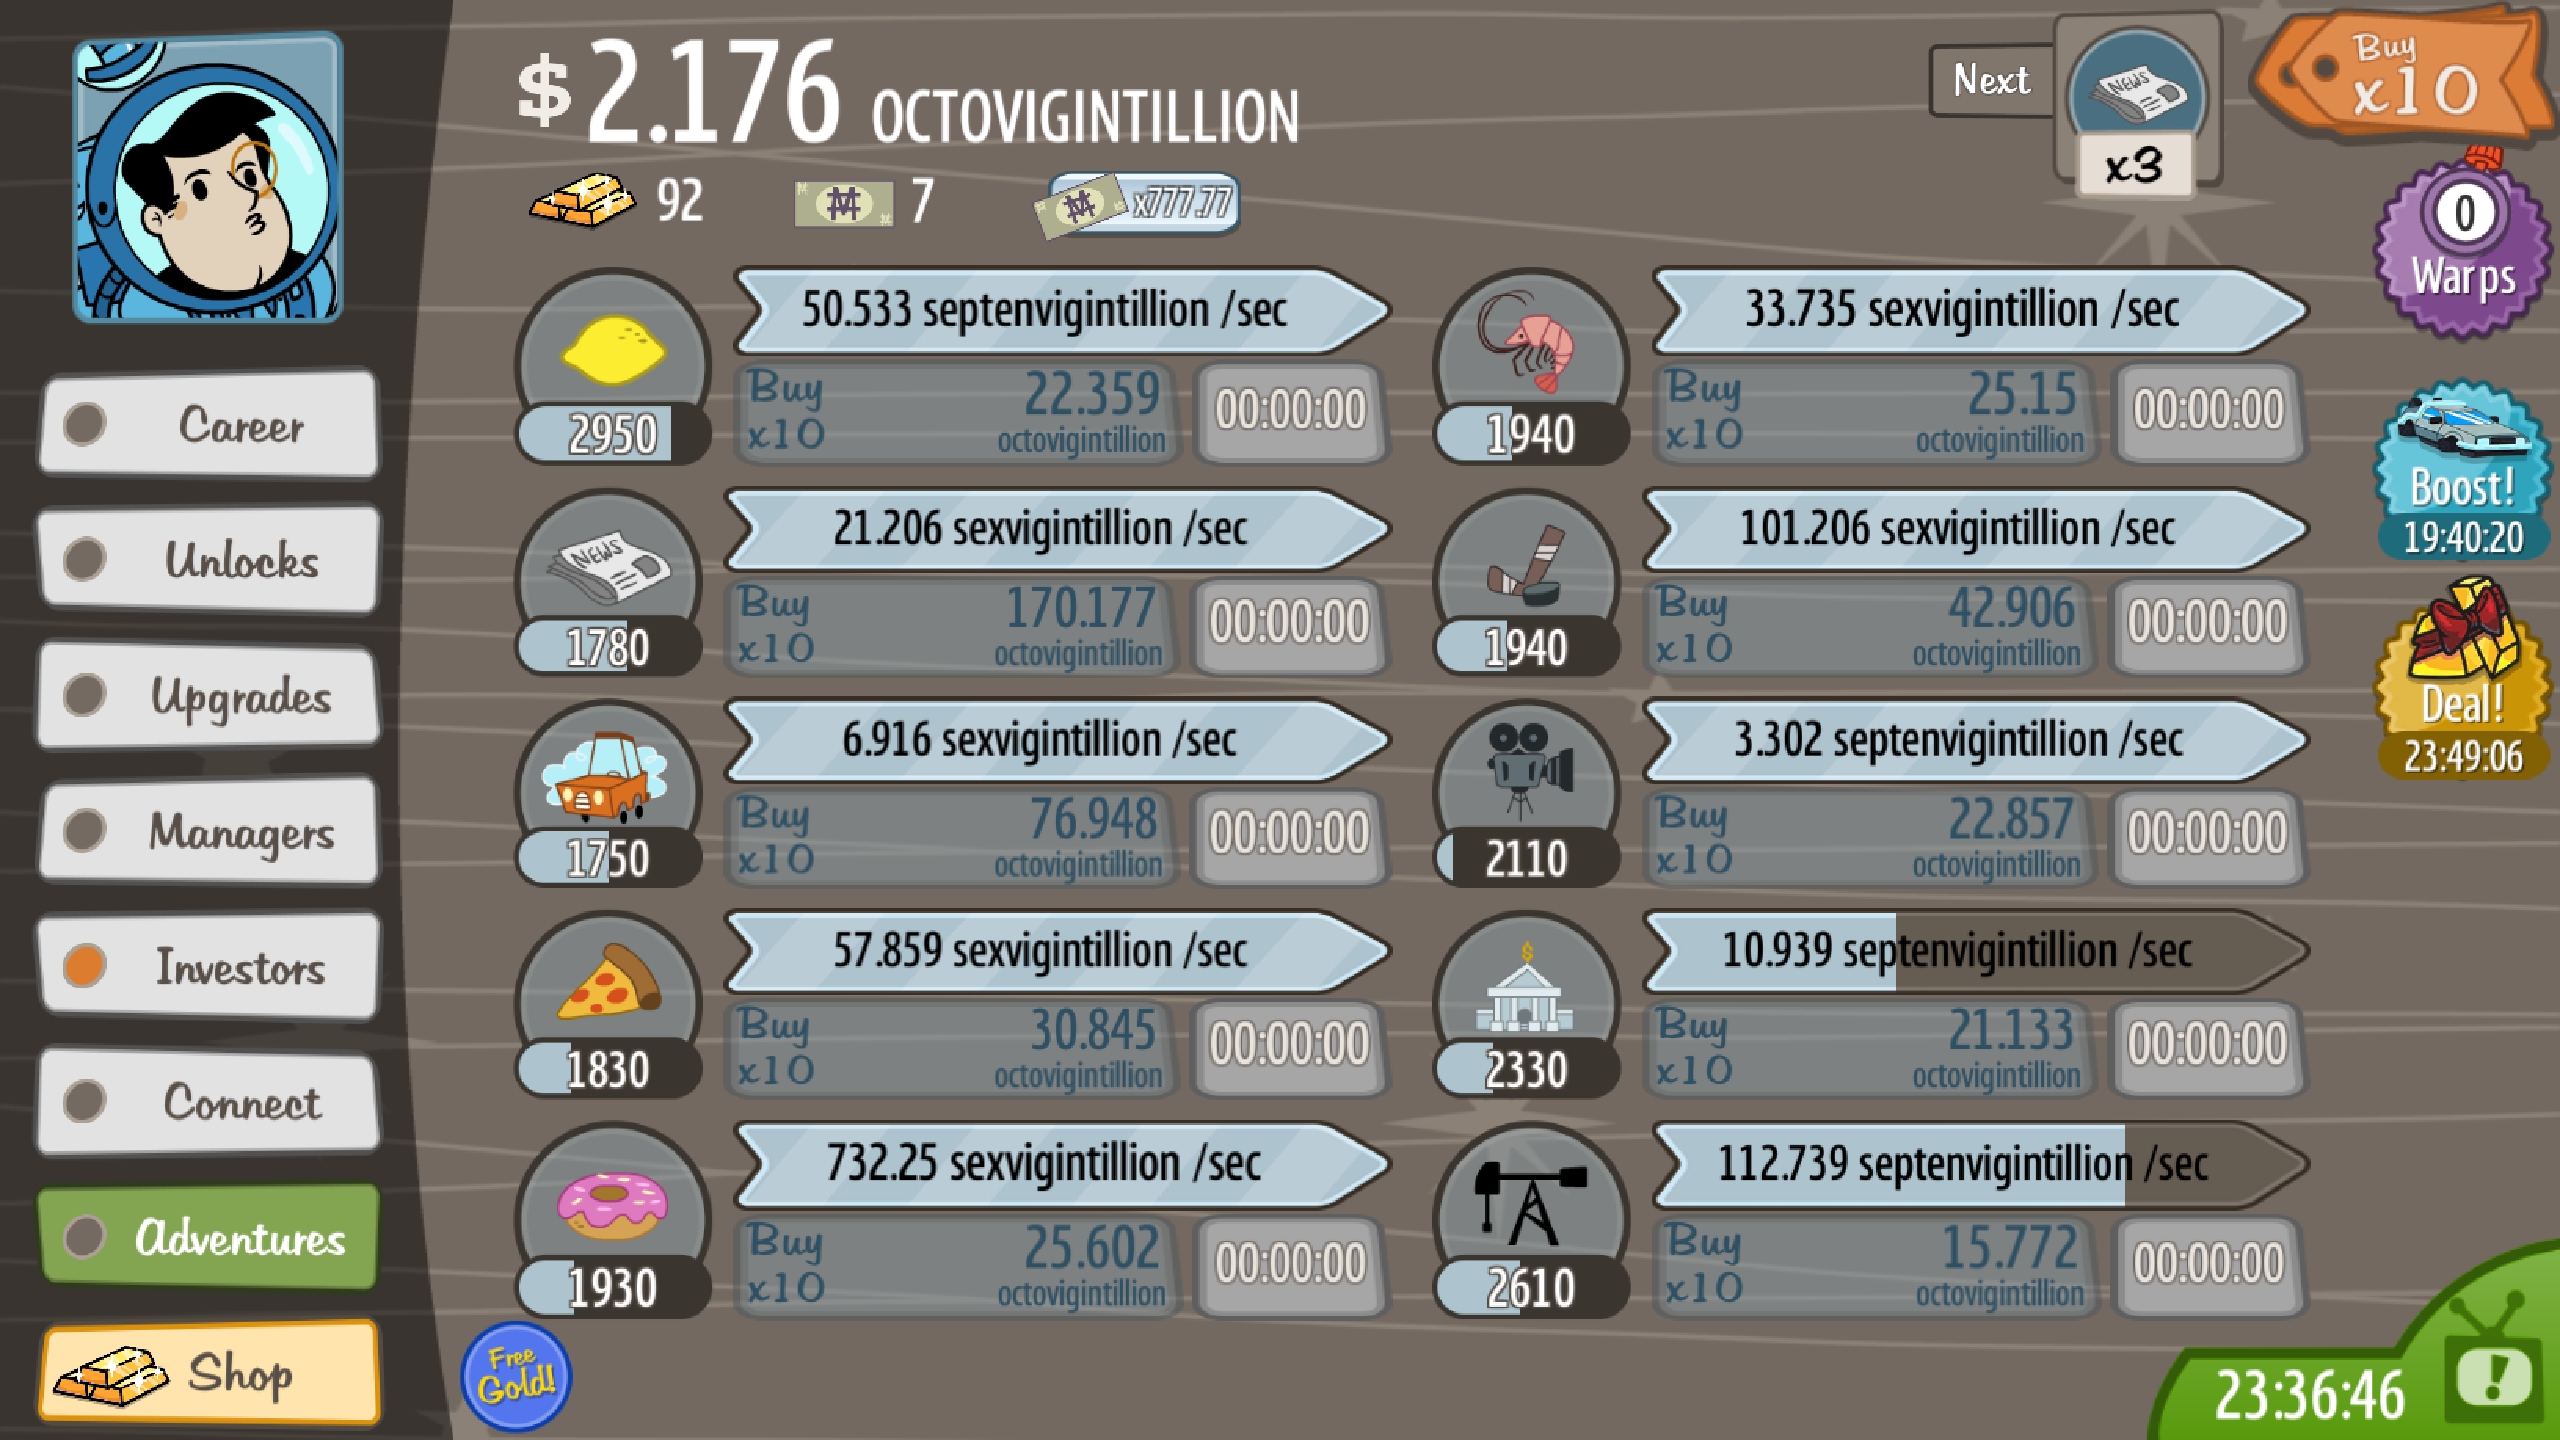 $2.176 OCTOVIGINTILLION
92
7
x777.77
Next
x3
Buy
x10
0
Warps
Boost!
19:40:20
Deal!
23:49:06
Career
Unlocks
Upgrades
Managers
Investors
Connect
Adventures
Shop
50.533 septenvigintillion /sec
2950
Buy
x10
22.359
octovigintillion
00:00:00
NEWS
21.206 sexvigintillion /sec
1780
Buy
x10
170.177
octovigintillion
00:00:00
6.916 sexvigintillion /sec
1750
Buy
x10
76.948
octovigintillion
00:00:00
57.859 sexvigintillion /sec
1830
Buy
x10
30.845
octovigintillion
00:00:00
732.25 sexvigintillion /sec
1930
Buy
x10
25.602
octovigintillion
00:00:00
33.735 sexvigintillion /sec
1940
Buy
x10
25.15
octovigintillion
00:00:00
101.206 sexvigintillion /sec
1940
Buy
x10
42.906
octovigintillion
00:00:00
3.302 septenvigintillion /sec
2110
Buy
x10
22.857
octovigintillion
00:00:00
10.939 septenvigintillion /sec
2330
Buy
x10
21.133
octovigintillion
00:00:00
112.739 septenvigintillion /sec
2610
Buy
x10
15.772
octovigintillion
00:00:00
Free
Gold!
23:36:46
!